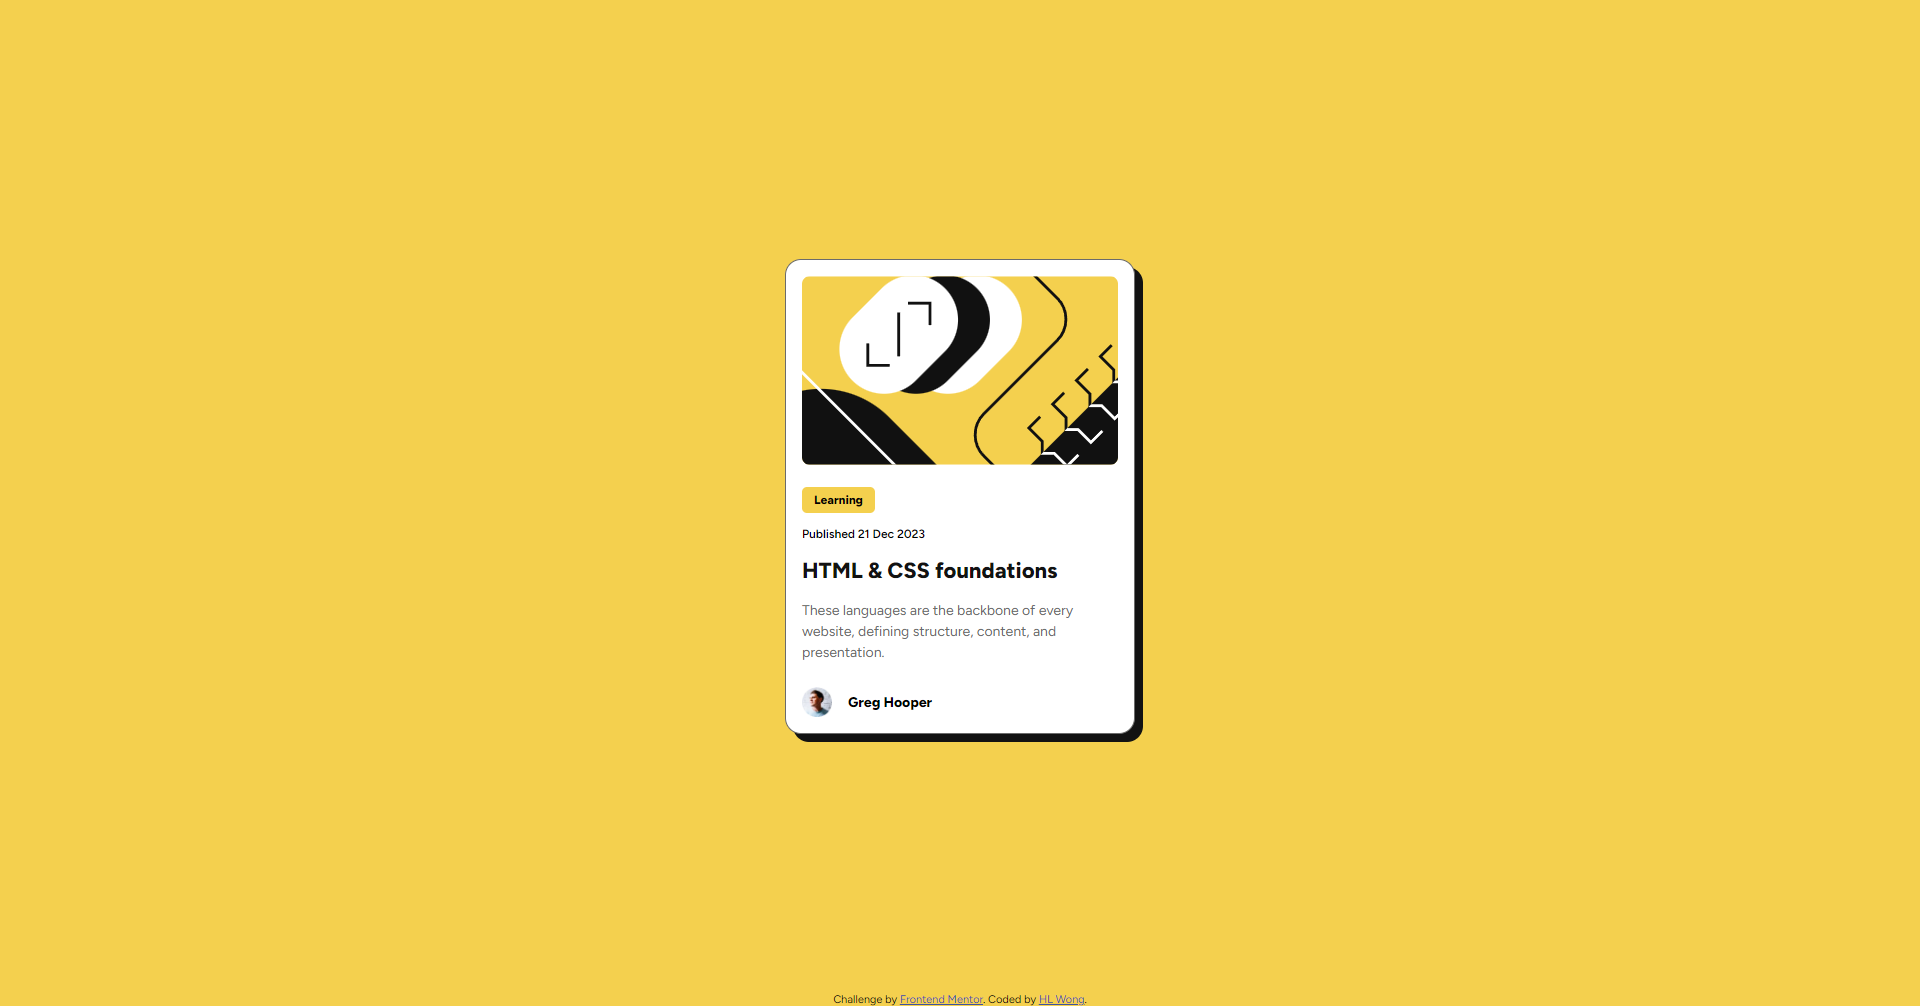 Learning
Published 21 Dec 2023
HTML & CSS foundations
These languages are the backbone of every
website, defining structure, content, and
presentation.
Greg Hooper
Challenge by Frontend Mentor. Coded by HL Wong.